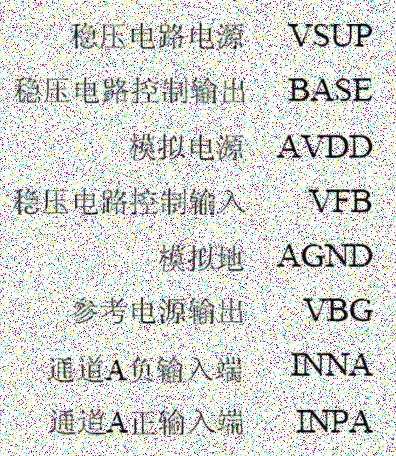 稳压电路电源 VSUP
稳压电路控制输出 BASE
模拟电源 AVDD
稳压电路控制输入 VFB
模拟地 AGND
参考电源输出 VBG
通道A负输入端 INNA
通道A正输入端 INPA